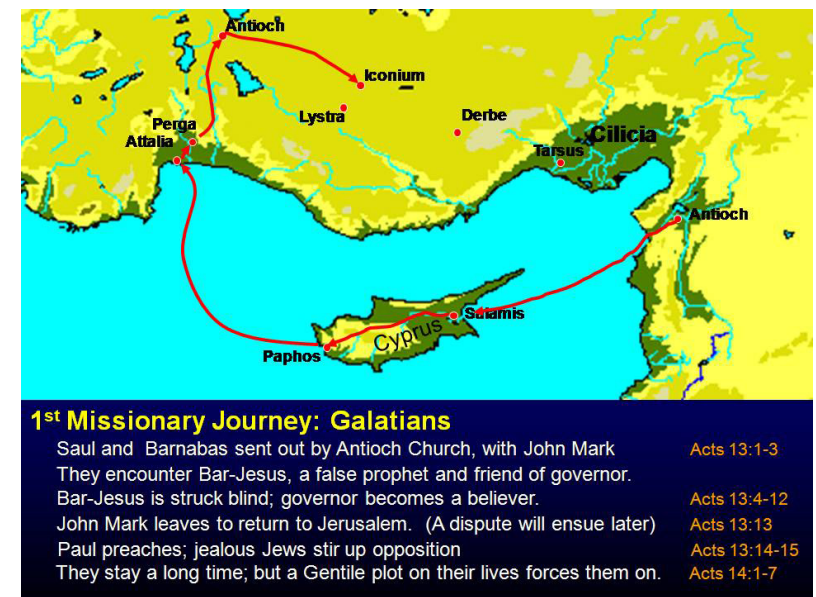 Antioch
Iconium
Lystra
Derbe
Perga
Attalia
Cilicia
Tarsus
Antioch
Salamis
Cyprus
Paphos
1st Missionary Journey: Galatians
Saul and Barnabas sent out by Antioch Church, with John Mark Acts 13:1-3
They encounter Bar-Jesus, a false prophet and friend of governor.
Bar-Jesus is struck blind; governor becomes a believer. Acts 13:4-12
John Mark leaves to return to Jerusalem. (A dispute will ensue later) Acts 13:13
Paul preaches; jealous Jews stir up opposition Acts 13:14-15
They stay a long time; but a Gentile plot on their lives forces them on. Acts 14:1-7